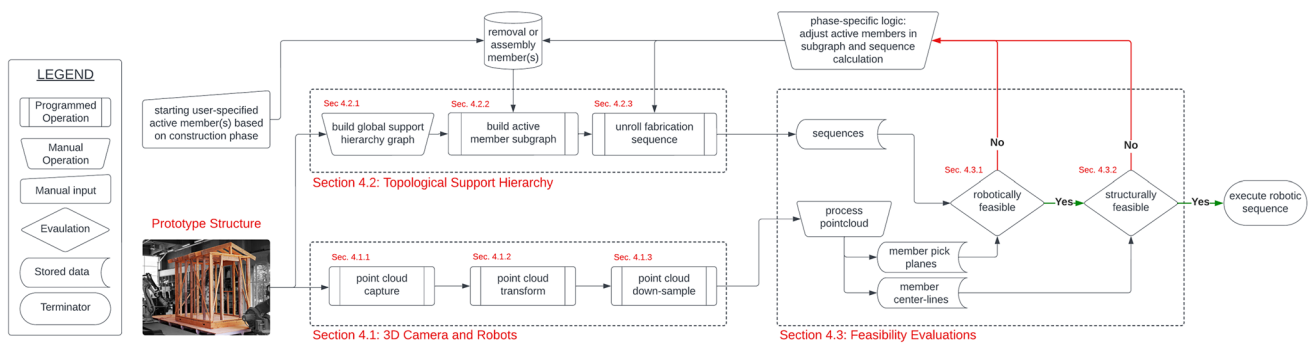 LEGEND
Programmed
Operation
Manual
Operation
Manual input
Evaulation
Stored data
Terminator
starting user-specified
active member(s) based
on construction phase
Prototype Structure
removal or
assembly
member(s)
phase-specific logic:
adjust active members in
subgraph and sequence
calculation
Sec 4.2.1
build global support
hierarchy graph
Sec. 4.2.2
build active
member subgraph
Sec. 4.2.3
unroll fabrication
sequence
Section 4.2: Topological Support Hierarchy
Sec. 4.1.1
point cloud
capture
Sec. 4.1.2
point cloud
transform
Sec. 4.1.3
point cloud
down-sample
Section 4.1: 3D Camera and Robots
sequences
process
pointcloud
member pick
planes
member
center-lines
No
Sec. 4.3.1
robotically
feasible
Yes
No
Sec. 4.3.2
structurally
feasible
Yes
Section 4.3: Feasibility Evaluations
execute robotic
sequence